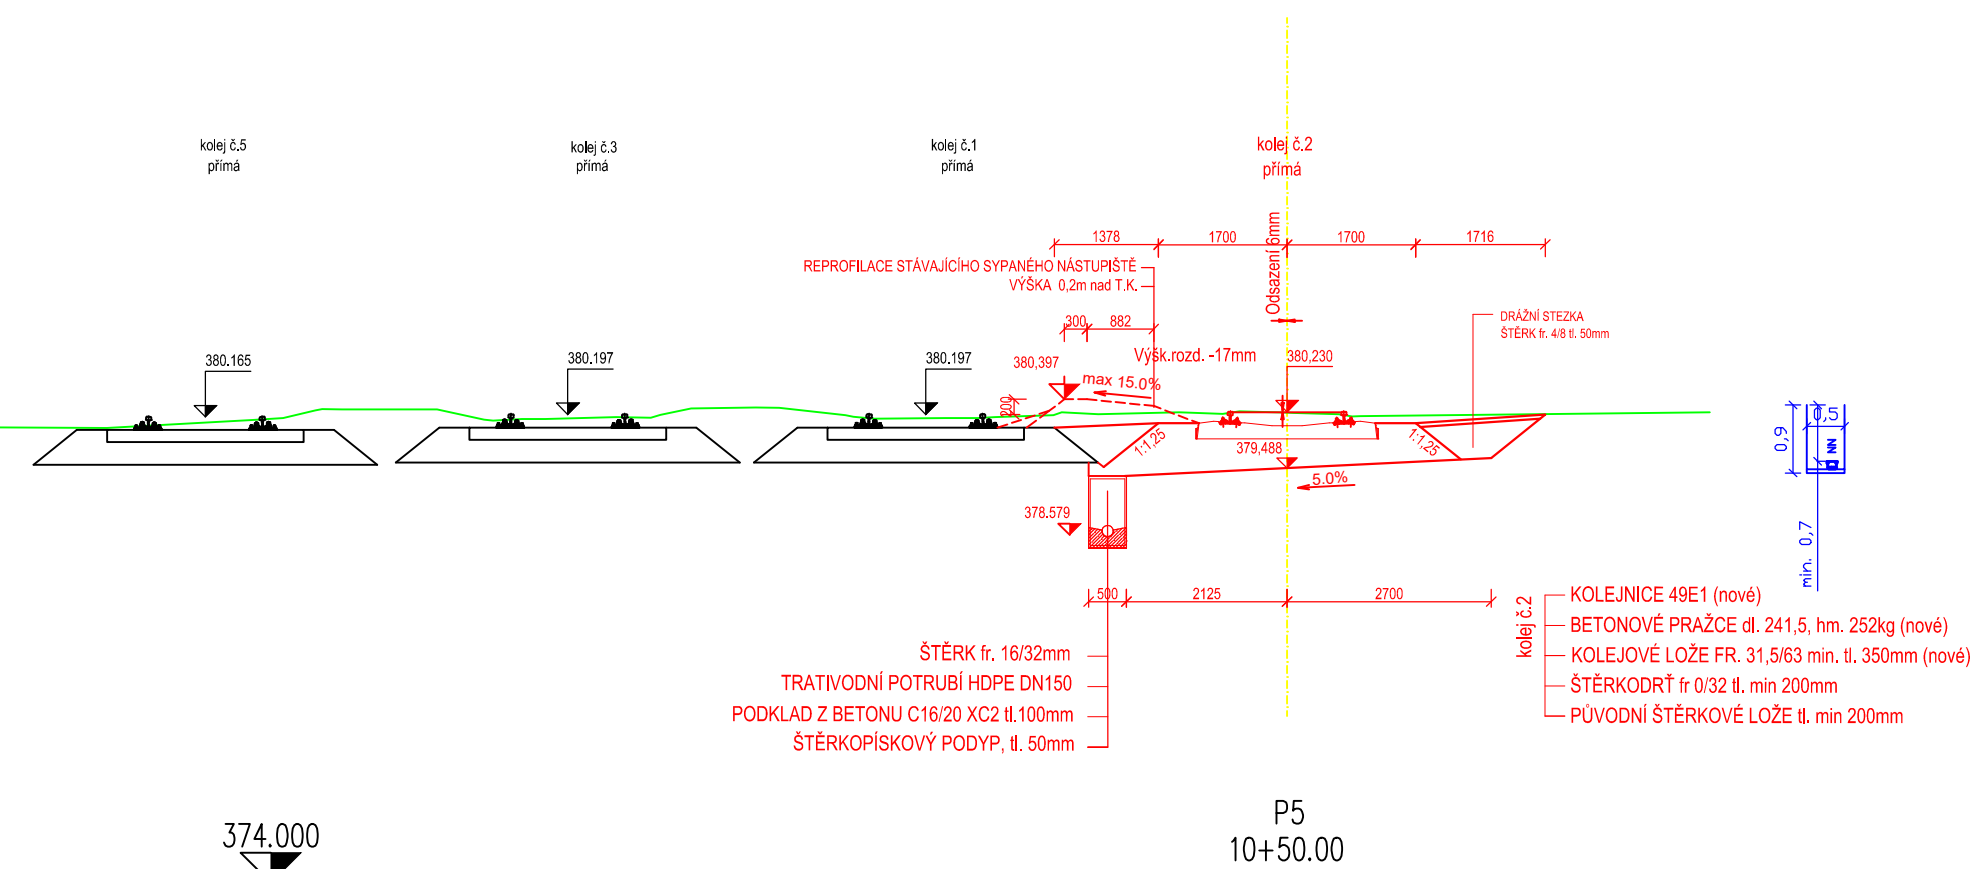 kolej č.5
přímá
kolej č.3
přímá
kolej č.1
přímá
kolej č.2
přímá
Odsazení 6mm
1378
1700
1700
1716
REPROFILACE STÁVAJÍCÍHO SYPANÉHO NÁSTUPIŠTĚ
VÝŠKA 0,2m nad T.K.
300
882
DRÁŽNÍ STEZKA
ŠTĚRK fr. 4/8 tl. 50mm
380.165
380.197
380.197
380,397
Výšk.rozd. -17mm
380,230
max 15.0%
200
1:1,25
379,488
1:1,25
5.0%
378.579
0,5
0,9
NN
min. 0,7
500
2125
2700
kolej č.2
KOLEJNICE 49E1 (nové)
BETONOVÉ PRAŽCE dl. 241,5, hm. 252kg (nové)
KOLEJOVÉ LOŽE FR. 31,5/63 min. tl. 350mm (nové)
ŠTĚRKODRŤ fr 0/32 tl. min 200mm
PŮVODNÍ ŠTĚRKOVÉ LOŽE tl. min 200mm
ŠTĚRK fr. 16/32mm
TRATIVODNÍ POTRUBÍ HDPE DN150
PODKLAD Z BETONU C16/20 XC2 tl.100mm
ŠTĚRKOPÍSKOVÝ PODYP, tl. 50mm
374.000
P5
10+50.00